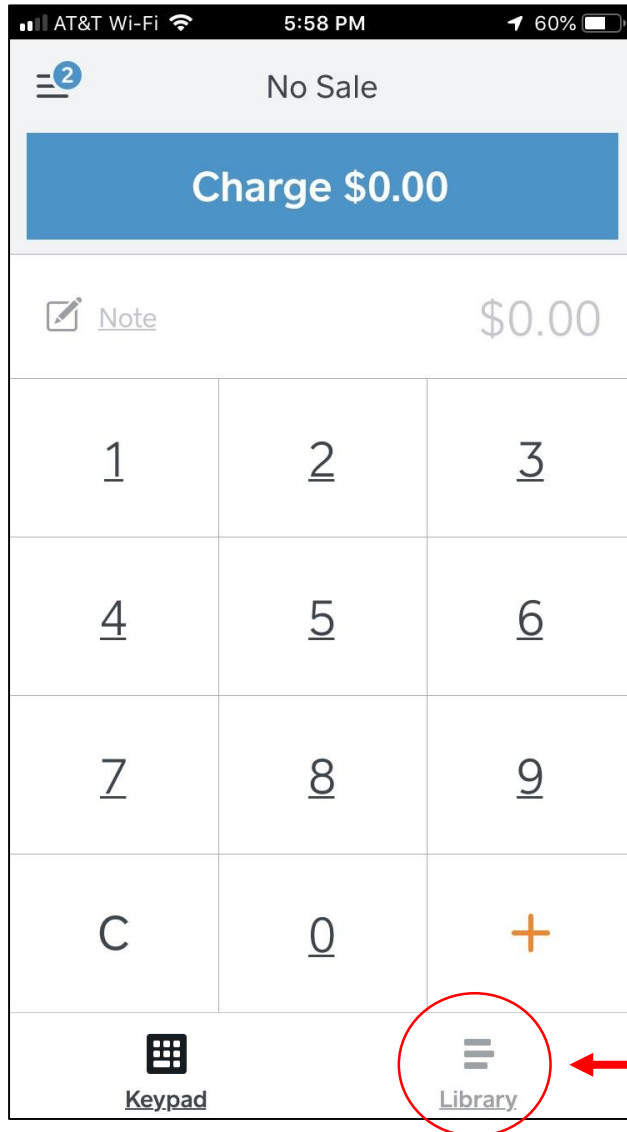 AT&T Wi-Fi 5:58 PM 60%
2 No Sale
Charge $0.00
Note $0.00
1 2 3
4 5 6
7 8 9
C 0 +
Keypad Library